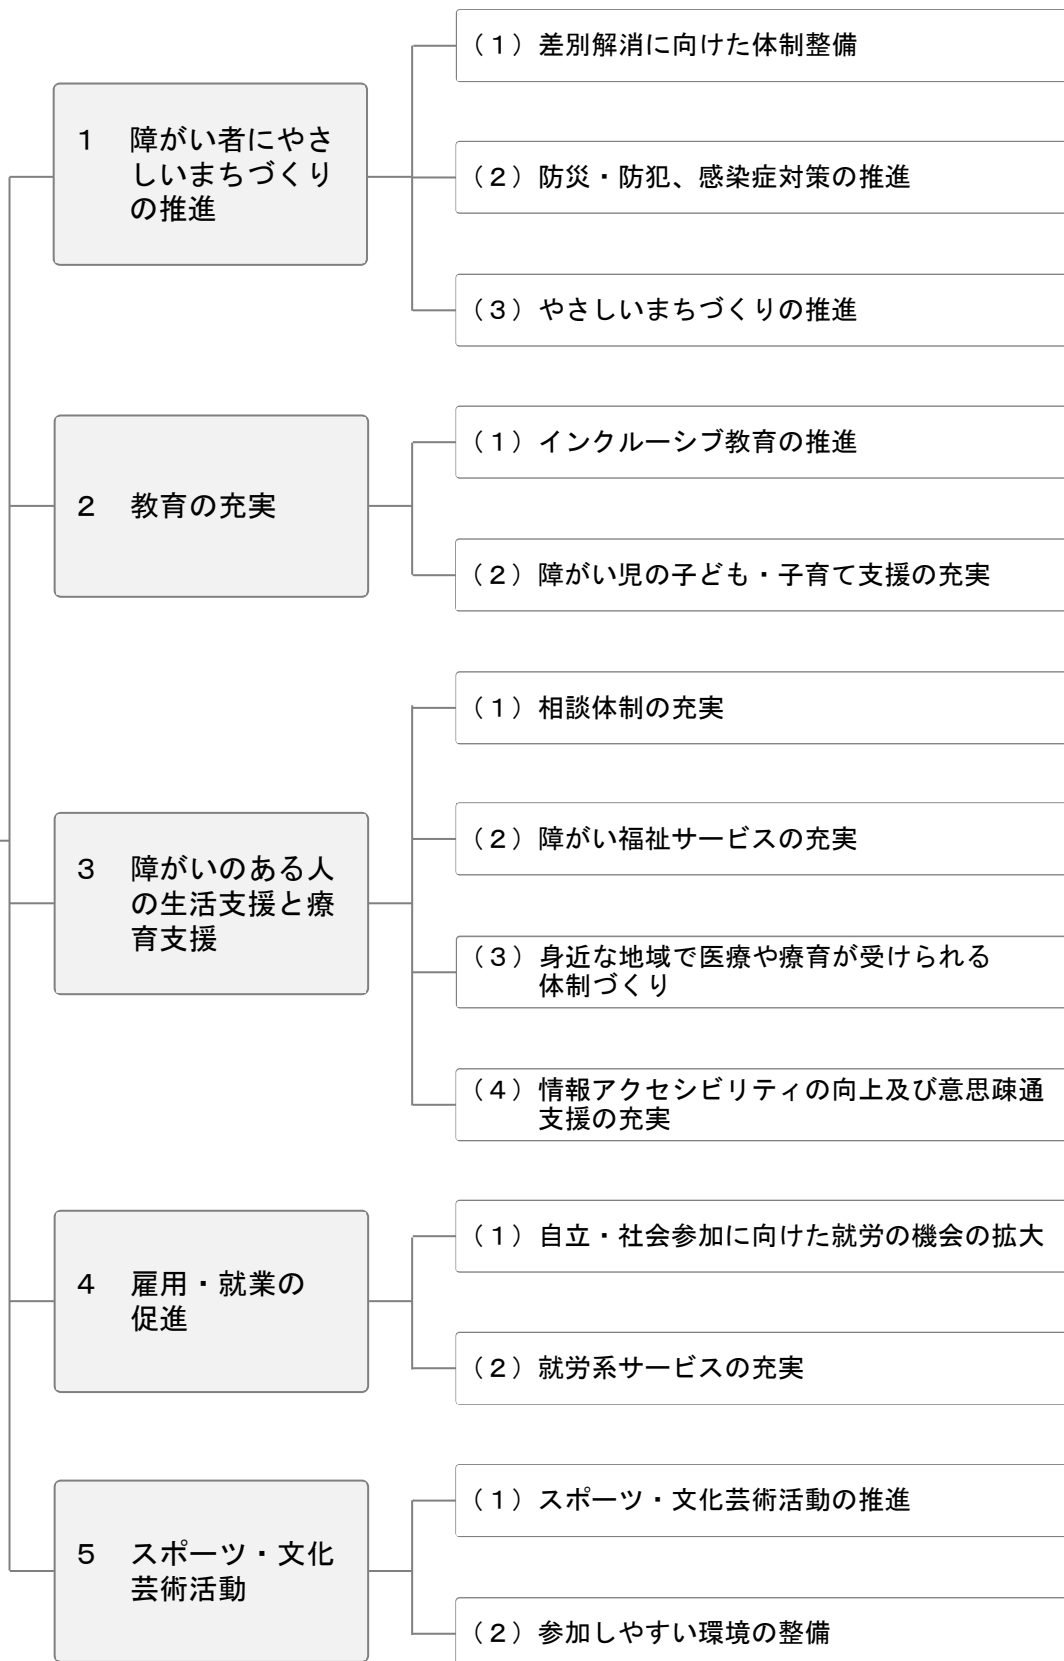 1 障がい者にやさ
しいまちづくり
の推進
（１）差別解消に向けた体制整備
（２）防災・防犯、感染症対策の推進
（３）やさしいまちづくりの推進
2 教育の充実
（１）インクルーシブ教育の推進
（２）障がい児の子ども・子育て支援の充実
3 障がいのある人
の生活支援と療
育支援
（１）相談体制の充実
（２）障がい福祉サービスの充実
（３）身近な地域で医療や療育が受けられる
体制づくり
（４）情報アクセシビリティの向上及び意思疎通
支援の充実
4 雇用・就業の
促進
（１）自立・社会参加に向けた就労の機会の拡大
（２）就労系サービスの充実
5 スポーツ・文化
芸術活動
（１）スポーツ・文化芸術活動の推進
（２）参加しやすい環境の整備